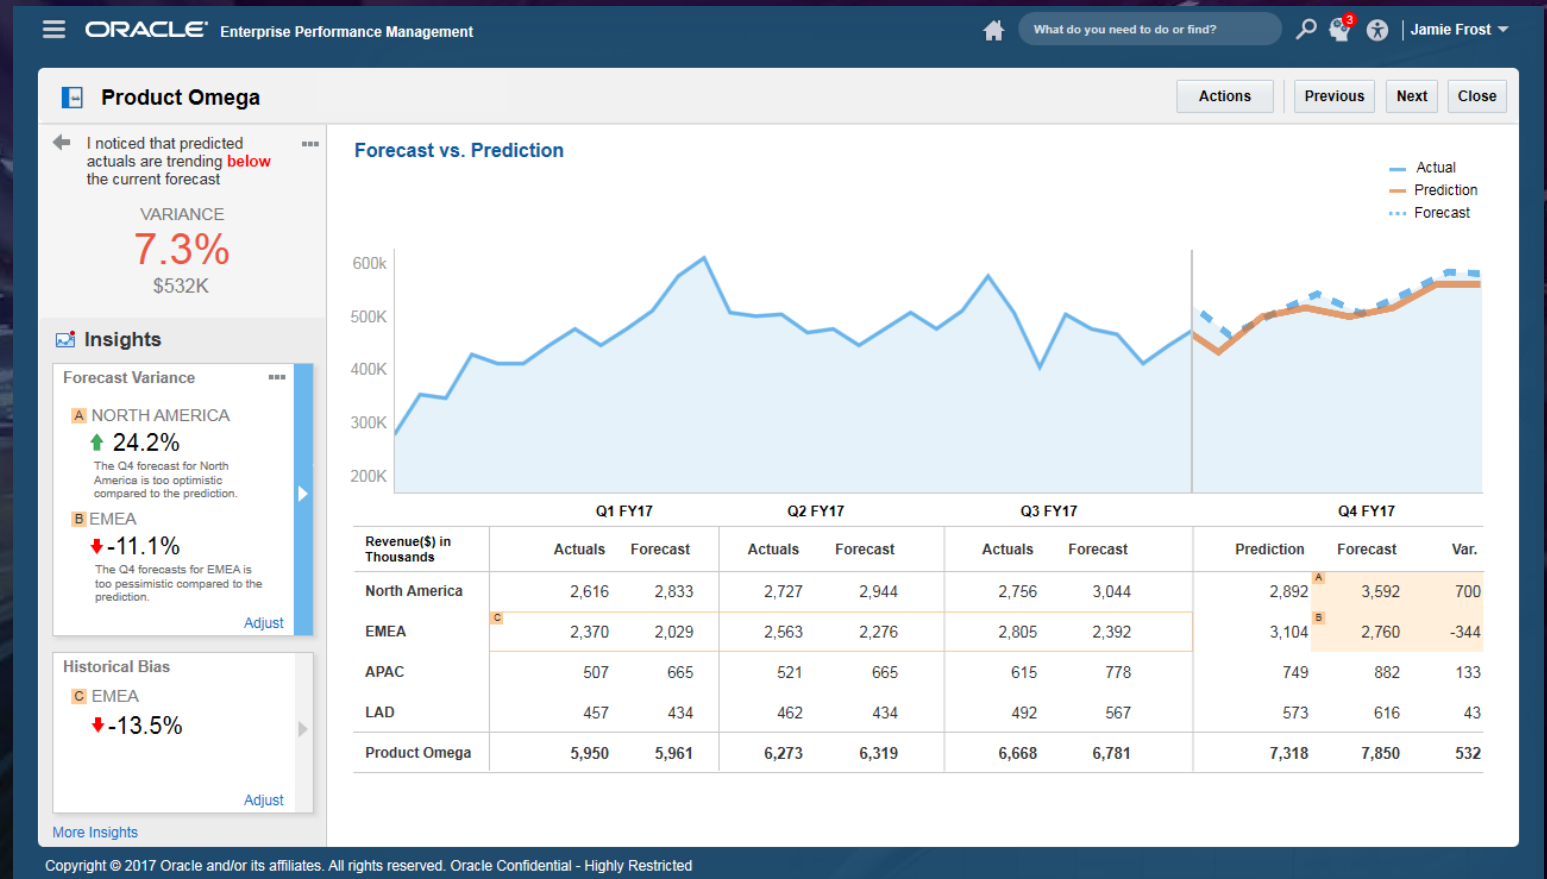 ORACLE Enterprise Performance Management
What do you need to do or find?
3
Jamie Frost
Product Omega
Actions
Previous
Next
Close
I noticed that predicted
actuals are trending below
the current forecast
VARIANCE
7.3%
$532K
Insights
Forecast Variance
A NORTH AMERICA
24.2%
The Q4 forecast for North
America is too optimistic
compared to the prediction.
B EMEA
-11.1%
The Q4 forecasts for EMEA is
too pessimistic compared to the
prediction.
Adjust
Historical Bias
C EMEA
-13.5%
Adjust
More Insights
Forecast vs. Prediction
Actual
Prediction
Forecast
600k
500K
400K
300K
200K
Q1 FY17 Q2 FY17 Q3 FY17 Q4 FY17
Revenue($) in
Thousands
Actuals Forecast Actuals Forecast Actuals Forecast Prediction Forecast Var.
North America 2,616 2,833 2,727 2,944 2,756 3,044 2,892 A 3,592 700
EMEA C 2,370 2,029 2,563 2,276 2,805 2,392 3,104 B 2,760 -344
APAC 507 665 521 665 615 778 749 882 133
LAD 457 434 462 434 492 567 573 616 43
Product Omega 5,950 5,961 6,273 6,319 6,668 6,781 7,318 7,850 532
Copyright © 2017 Oracle and/or its affiliates. All rights reserved. Oracle Confidential - Highly Restricted